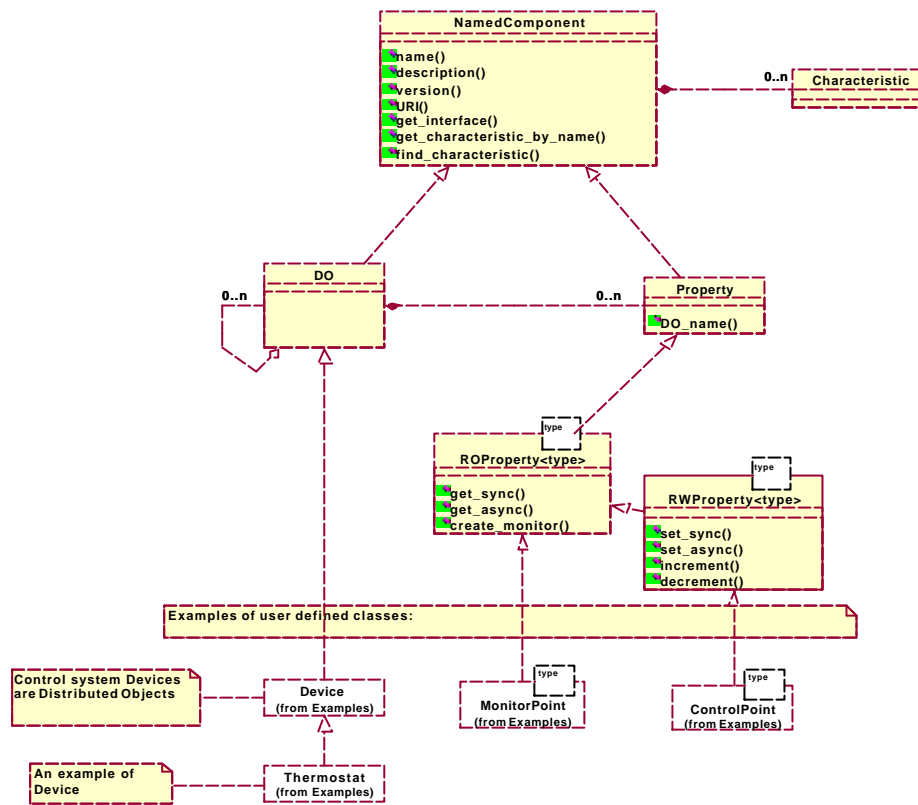 NamedComponent
name()
description()
version()
URI()
get_interface()
get_characteristic_by_name()
find_characteristic()
0..n
Characteristic
DO
0..n
0..n
Property
DO_name()
type
ROProperty<type>
get_sync()
get_async()
create_monitor()
type
RWProperty<type>
set_sync()
set_async()
increment()
decrement()
Examples of user defined classes:
Control system Devices
are Distributed Objects
Device
(from Examples)
type
MonitorPoint
(from Examples)
type
ControlPoint
(from Examples)
An example of
Device
Thermostat
(from Examples)